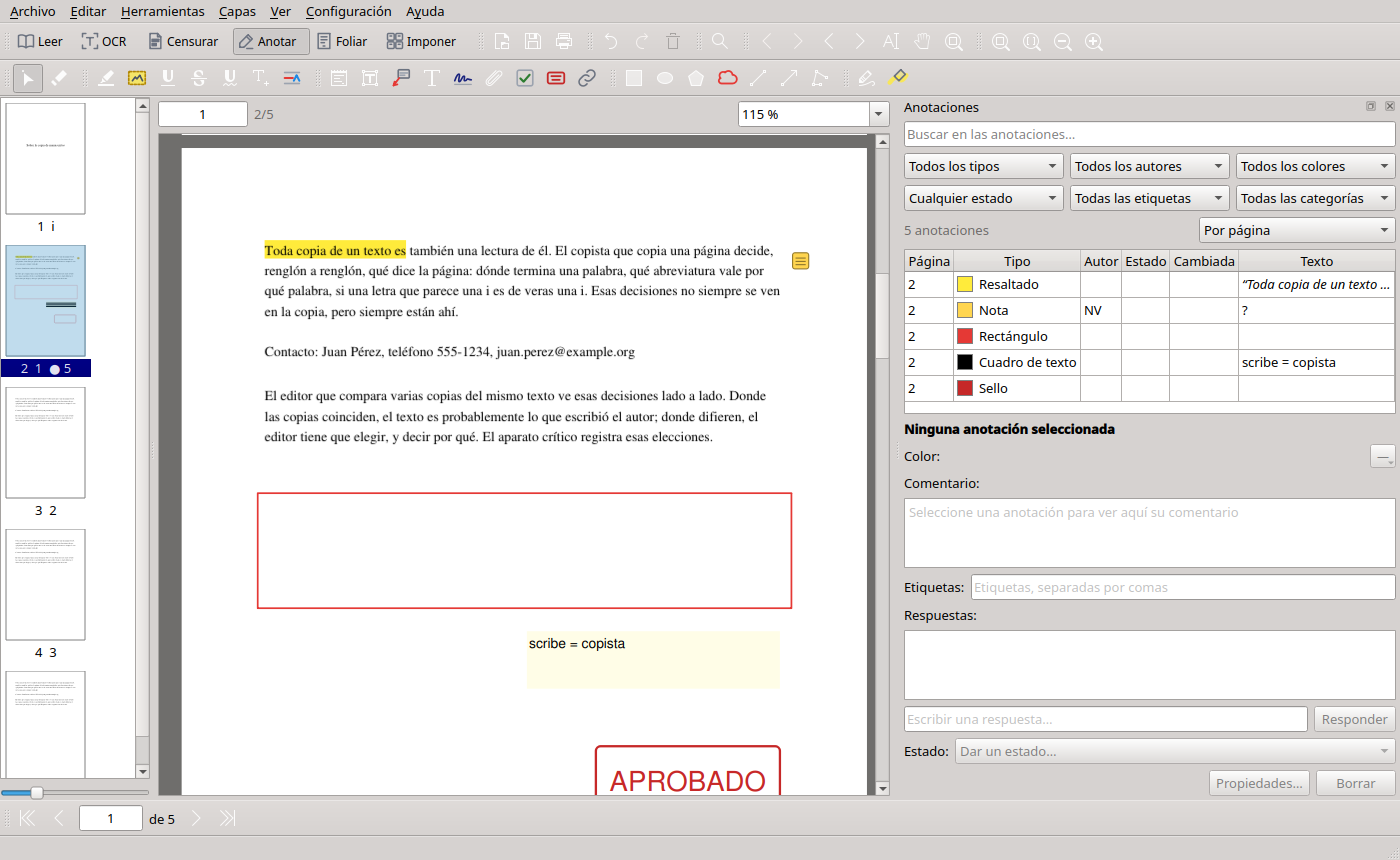 Archivo Editar Herramientas Capas Ver Configuración Ayuda
Leer OCR Censurar Anotar Foliar Imponer
1 2/5 115 %
1 i
2 1 5
3 2
4 3
Toda copia de un texto es también una lectura de él. El copista que copia una página decide,
renglón a renglón, qué dice la página: dónde termina una palabra, qué abreviatura vale por
qué palabra, si una letra que parece una i es de veras una i. Esas decisiones no siempre se ven
en la copia, pero siempre están ahí.
Contacto: Juan Pérez, teléfono 555-1234, juan.perez@example.org
El editor que compara varias copias del mismo texto ve esas decisiones lado a lado. Donde
las copias coinciden, el texto es probablemente lo que escribió el autor; donde difieren, el
editor tiene que elegir, y decir por qué. El aparato crítico registra esas elecciones.
scribe = copista
APROBADO
Anotaciones
Buscar en las anotaciones...
Todos los tipos Todos los autores Todos los colores
Cualquier estado Todas las etiquetas Todas las categorías
5 anotaciones Por página
Página Tipo Autor Estado Cambiada Texto
2 Resaltado “Toda copia de un texto ...
2 Nota NV ?
2 Rectángulo
2 Cuadro de texto scribe = copista
2 Sello
Ninguna anotación seleccionada
Color: —
Comentario:
Seleccione una anotación para ver aquí su comentario
Etiquetas: Etiquetas, separadas por comas
Respuestas:
Escribir una respuesta... Responder
Estado: Dar un estado...
Propiedades... Borrar
1 de 5